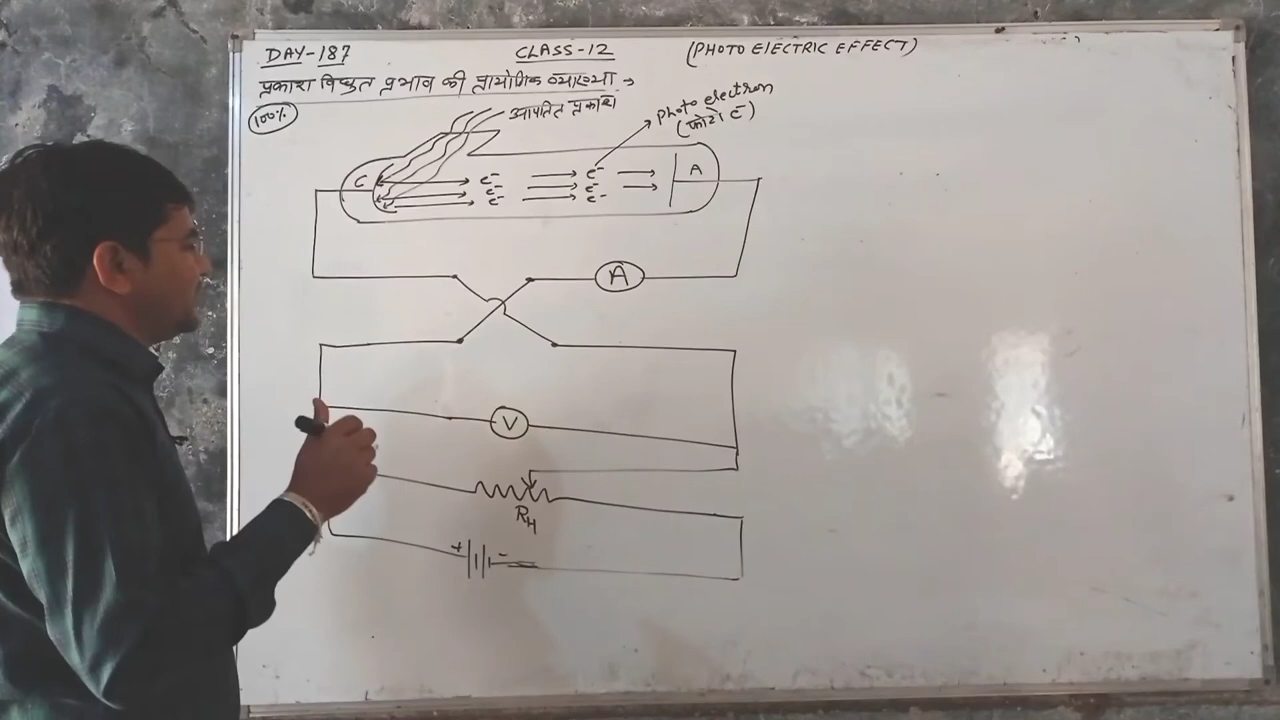 DAY-187 CLASS-12 (PHOTO ELECTRIC EFFECT)
प्रकाश विद्युत प्रभाव की प्रायोगिक व्याख्या →
100%
आपतित प्रकाश
Photo electron
(फोटो e⁻)
C e⁻ e⁻ A
e⁻ e⁻
e⁻ e⁻
A
V
RH
+ -